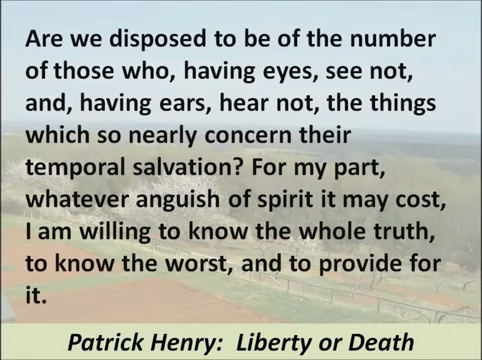 Are we disposed to be of the number
of those who, having eyes, see not,
and, having ears, hear not, the things
which so nearly concern their
temporal salvation? For my part,
whatever anguish of spirit it may cost,
I am willing to know the whole truth,
to know the worst, and to provide for
it.
Patrick Henry:  Liberty or Death